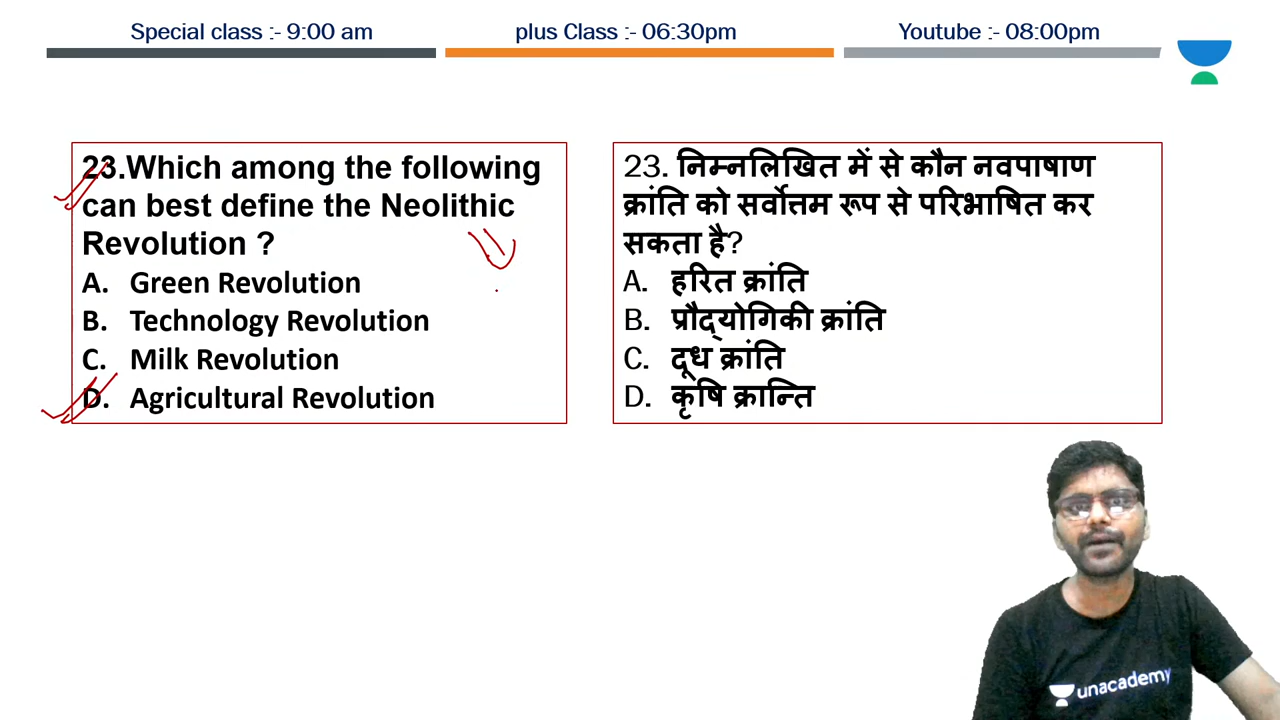 Special class :- 9:00 am
plus Class :- 06:30pm
Youtube :- 08:00pm
23.Which among the following
can best define the Neolithic
Revolution ?
A. Green Revolution
B. Technology Revolution
C. Milk Revolution
D. Agricultural Revolution
23. निम्नलिखित में से कौन नवपाषाण
क्रांति को सर्वोत्तम रूप से परिभाषित कर
सकता है?
A. हरित क्रांति
B. प्रौद्योगिकी क्रांति
C. दूध क्रांति
D. कृषि क्रान्ति
unacademy